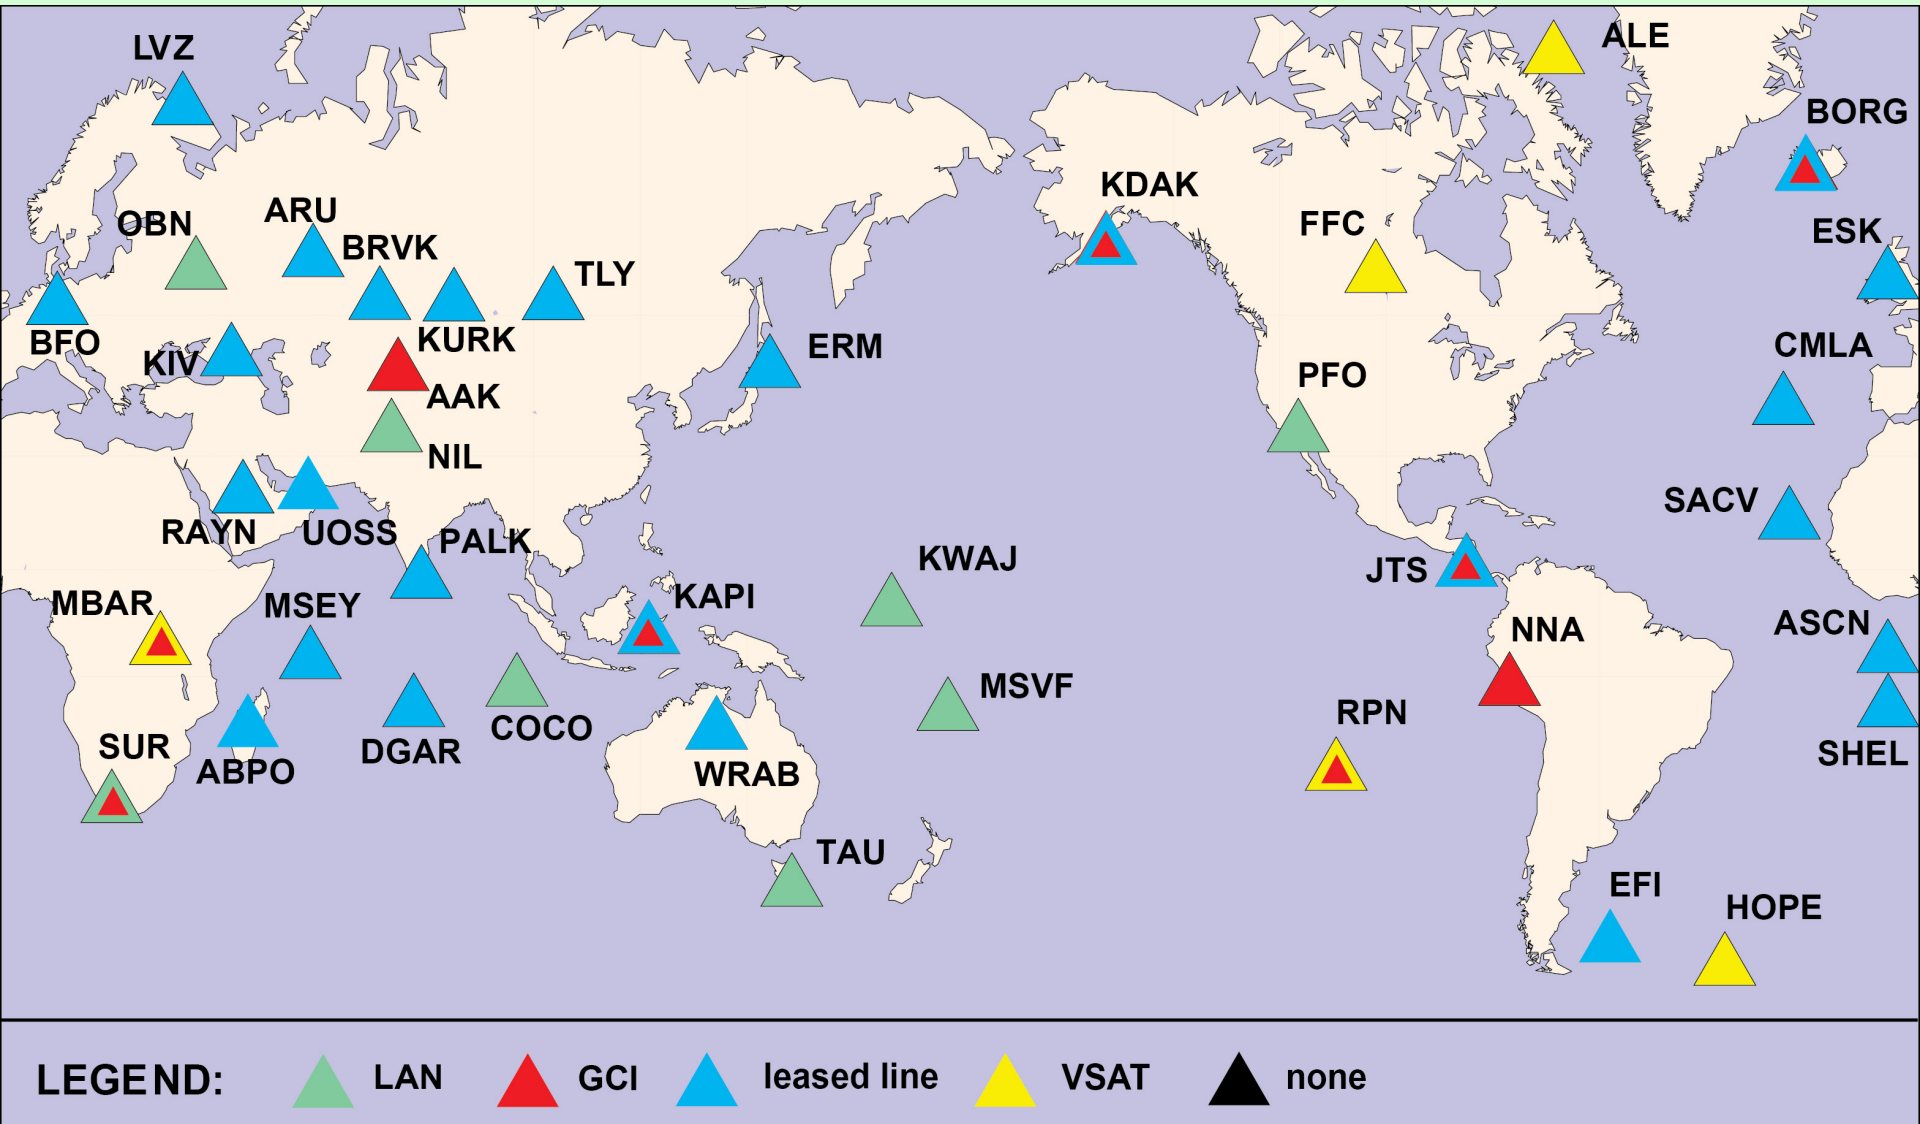 LVZ
ALE
BORG
KDAK
ARU
OBN
FFC
ESK
BRVK
TLY
BFO
KURK
ERM
CMLA
KIV
PFO
AAK
NIL
SACV
RAYN
UOSS
PALK
KWAJ
JTS
MBAR
MSEY
KAPI
ASCN
NNA
MSVF
RPN
COCO
SUR
DGAR
SHEL
ABPO
WRAB
TAU
EFI
HOPE
LEGEND: LAN GCI leased line VSAT none